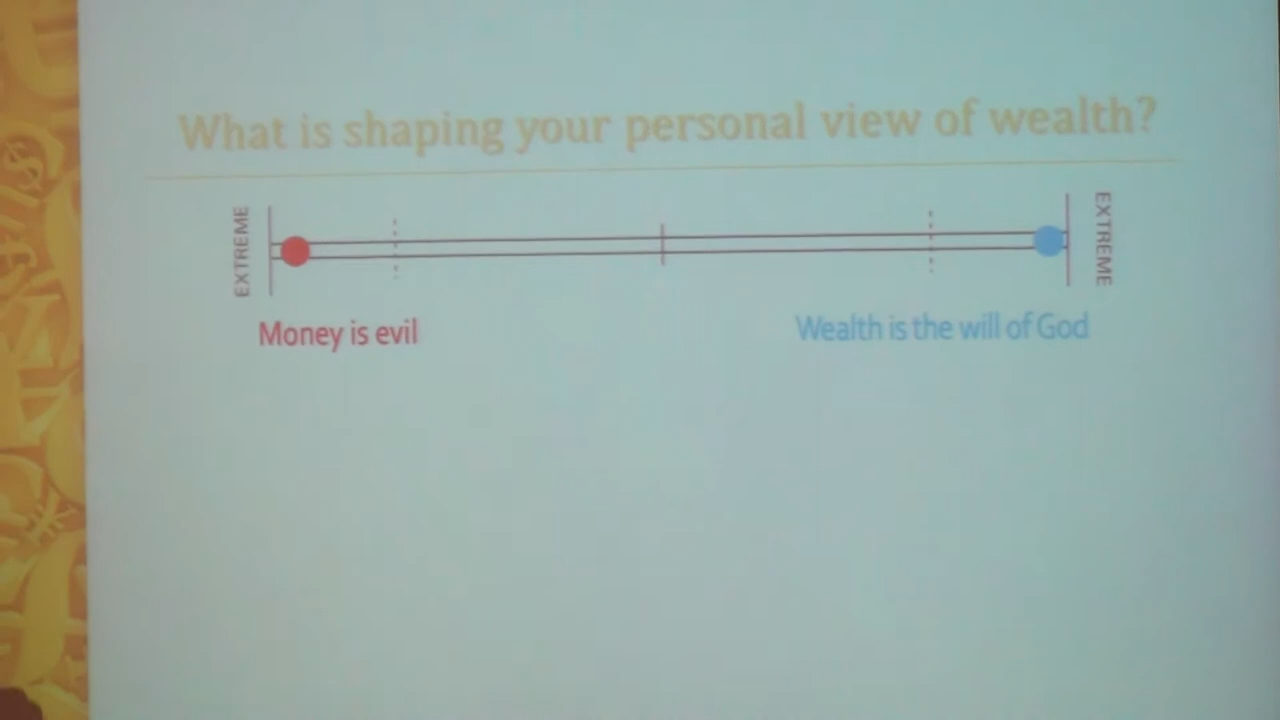 What is shaping your personal view of wealth?
EXTREME
EXTREME
Money is evil
Wealth is the will of God